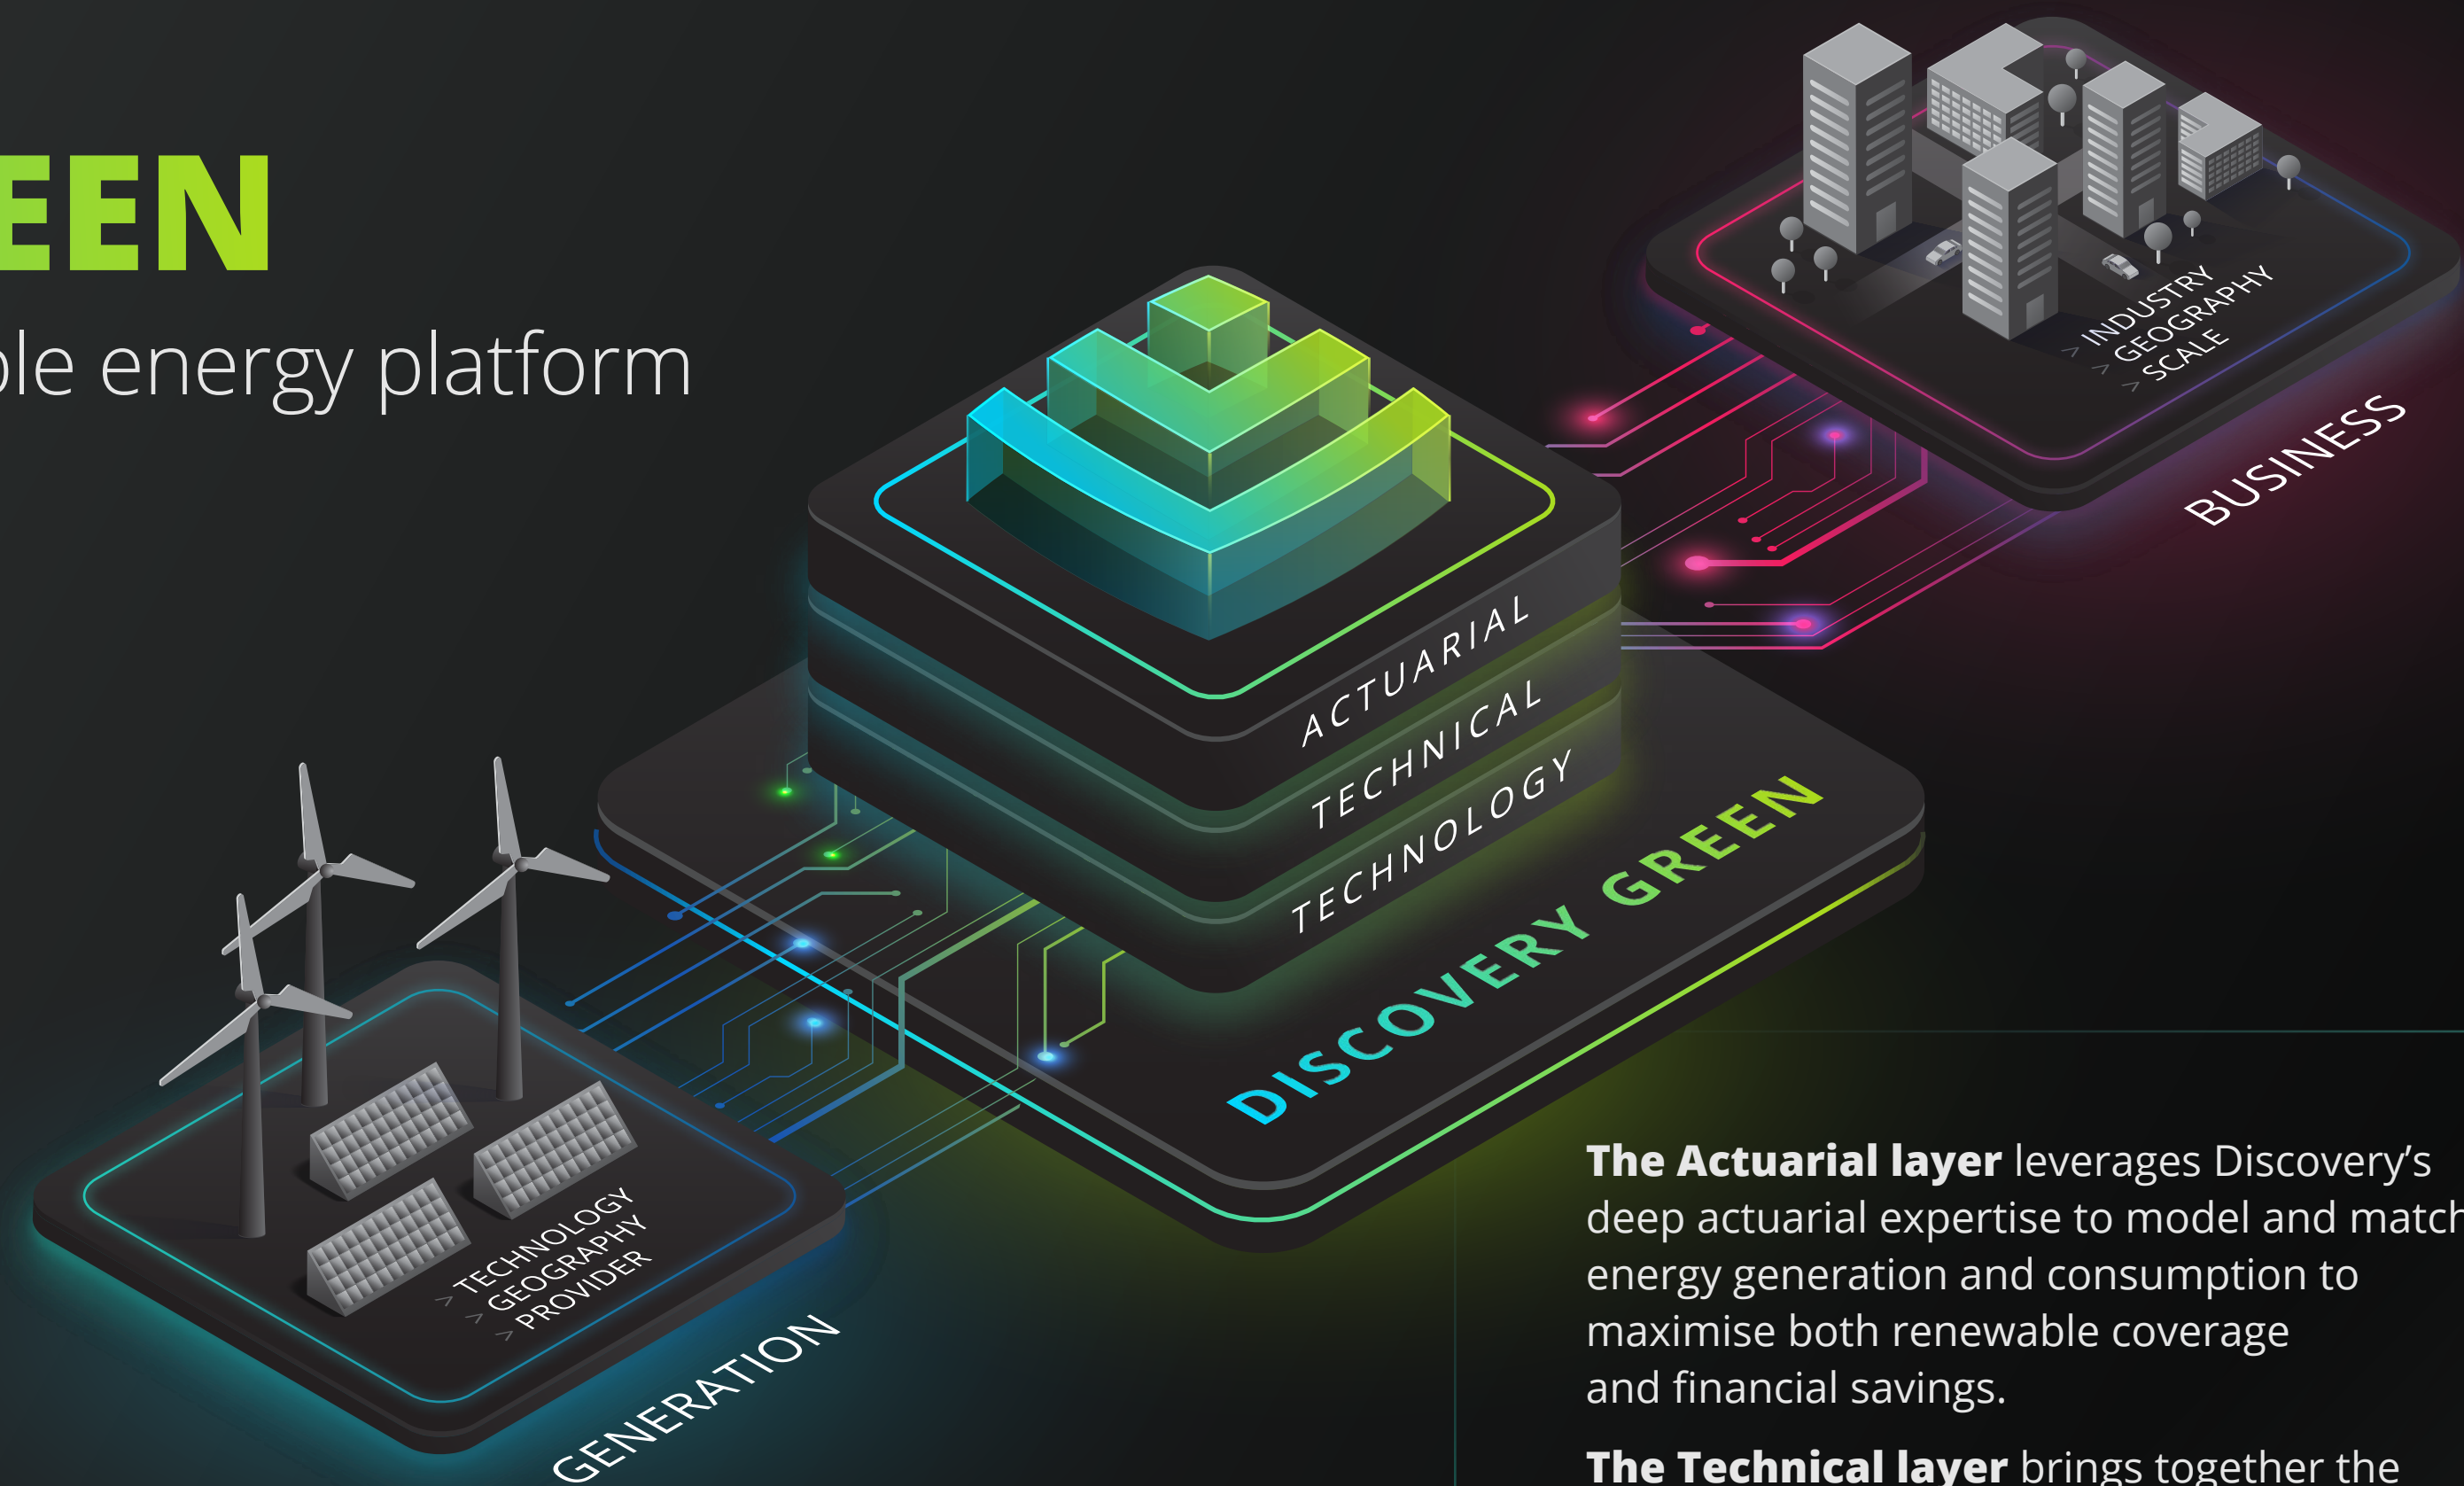 EEN
ble energy platform
> INDUSTRY
> GEOGRAPHY
> SCALE
BUSINESS
ACTUARIAL
TECHNICAL
TECHNOLOGY
DISCOVERY GREEN
> TECHNOLOGY
> GEOGRAPHY
> PROVIDER
GENERATION
The Actuarial layer leverages Discovery’s
deep actuarial expertise to model and match
energy generation and consumption to
maximise both renewable coverage
and financial savings.
The Technical layer brings together the